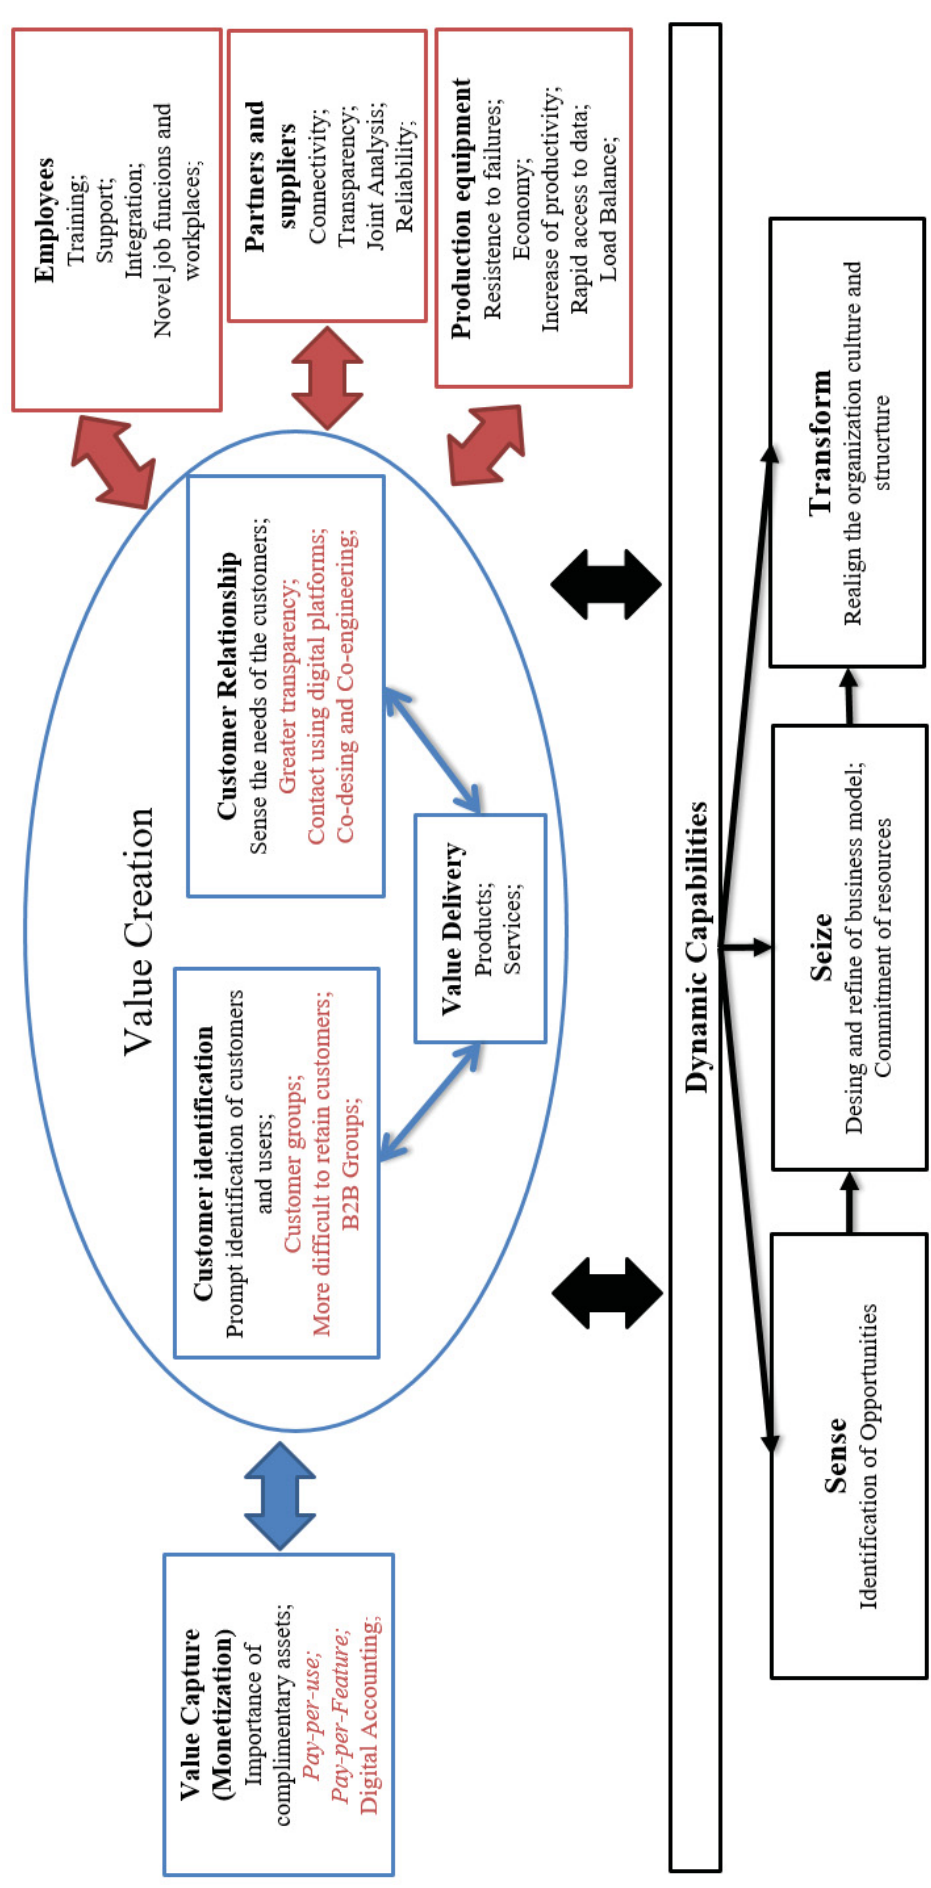 Value Creation
Value Capture
(Monetization)
Importance of
complimentary assets;
Pay-per-use;
Pay-per-Feature;
Digital Accounting;
Customer identification
Prompt identification of customers
and users;
Customer groups;
More difficult to retain customers;
B2B Groups;
Customer Relationship
Sense the needs of the customers;
Greater transparency;
Contact using digital platforms;
Co-desing and Co-engineering;
Value Delivery
Products;
Services;
Employees
Training;
Support;
Integration;
Novel job funcions and
workplaces;
Partners and
suppliers
Connectivity;
Transparency;
Joint Analysis;
Reliability;
Production equipment
Resistence to failures;
Economy;
Increase of productivity;
Rapid access to data;
Load Balance;
Dynamic Capabilities
Sense
Identification of Opportunities
Seize
Desing and refine of business model;
Commitment of resources
Transform
Realign the organization culture and
strucrture